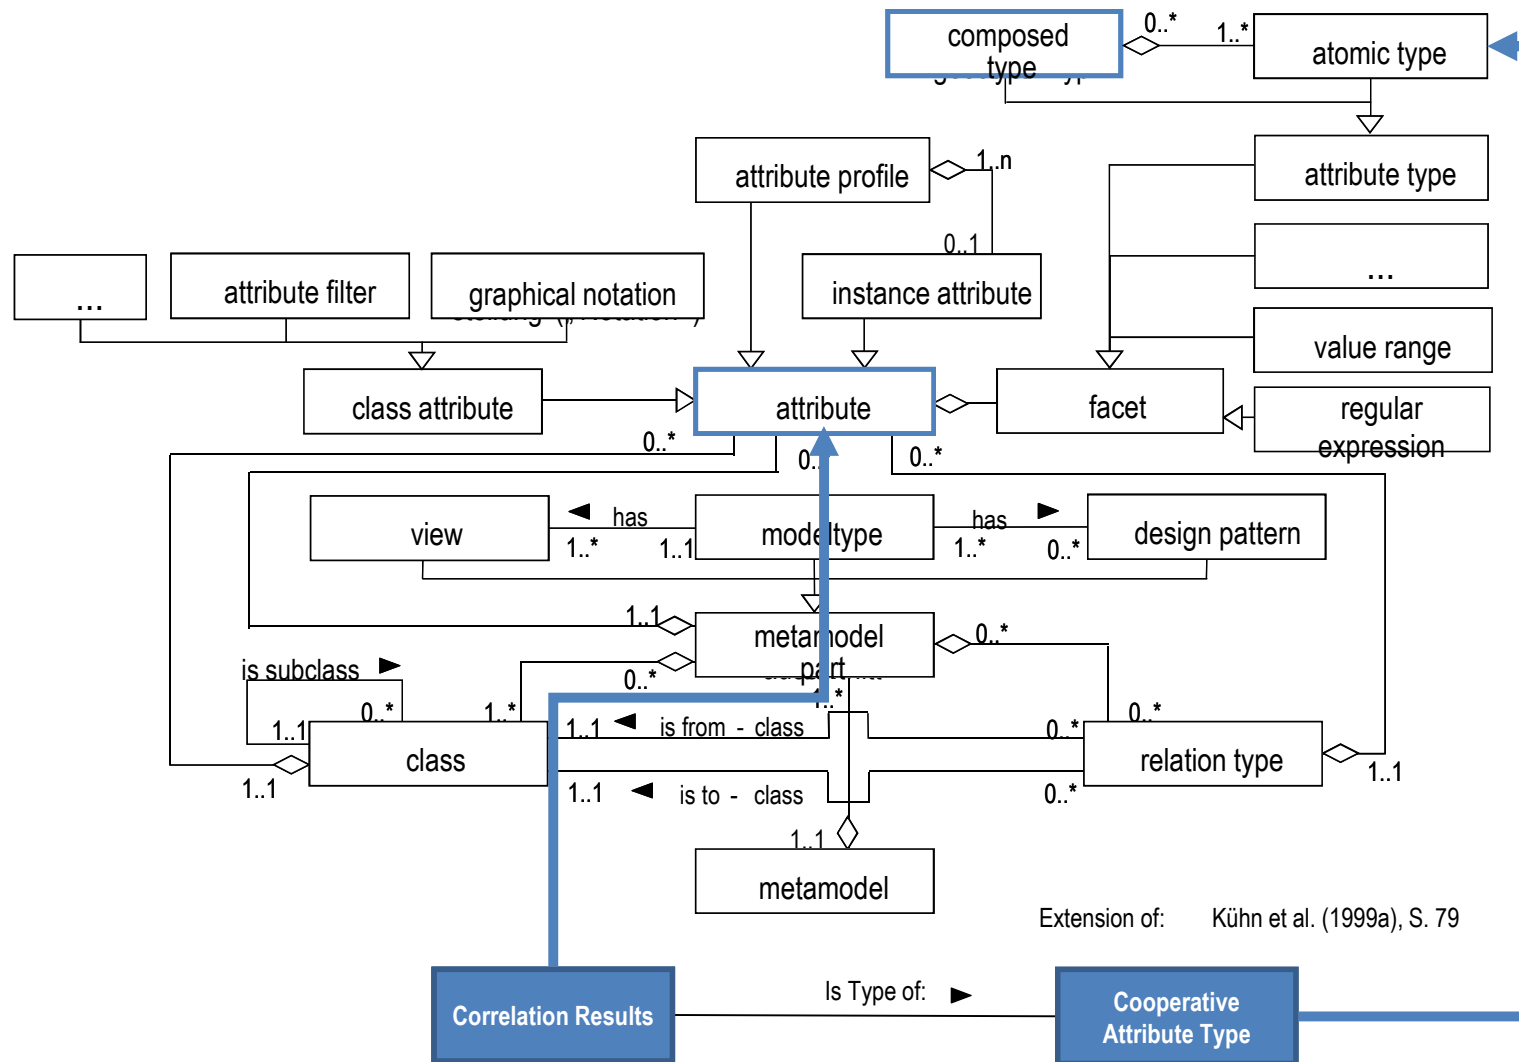 composed
type
0..*
1..*
atomic type
attribute profile
1..n
attribute type
0..1
...
...
attribute filter
graphical notation
instance attribute
value range
class attribute
attribute
facet
regular
expression
0..*
0..
0..*
view
has
1..*
1..1
modeltype
has
1..*
0..*
design pattern
1..1
metamodel
part
0..*
is subclass
0..*
1..*
0..*
1..*
0..*
1..1
1..1
is from - class
0..*
class
relation type
1..1
1..1
is to - class
0..*
1..1
1..1
metamodel
Extension of: Kühn et al. (1999a), S. 79
Correlation Results
Is Type of:
Cooperative
Attribute Type